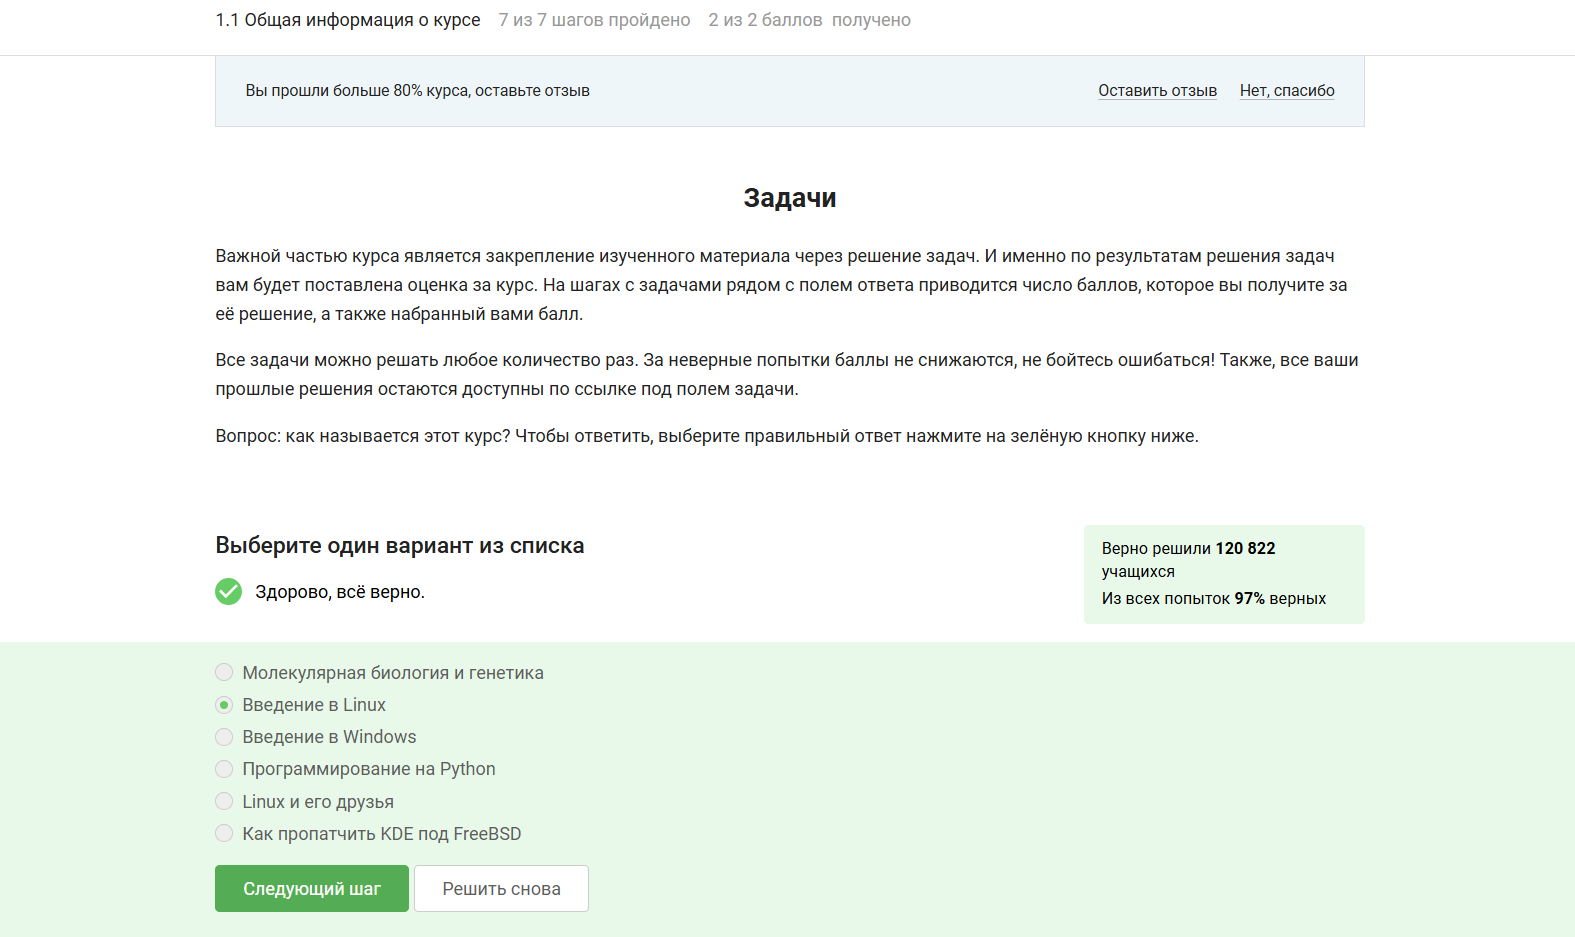 1.1 Общая информация о курсе 7 из 7 шагов пройдено 2 из 2 баллов получено
Вы прошли больше 80% курса, оставьте отзыв Оставить отзыв Нет, спасибо
Задачи
Важной частью курса является закрепление изученного материала через решение задач. И именно по результатам решения задач
вам будет поставлена оценка за курс. На шагах с задачами рядом с полем ответа приводится число баллов, которое вы получите за
её решение, а также набранный вами балл.
Все задачи можно решать любое количество раз. За неверные попытки баллы не снижаются, не бойтесь ошибаться! Также, все ваши
прошлые решения остаются доступны по ссылке под полем задачи.
Вопрос: как называется этот курс? Чтобы ответить, выберите правильный ответ нажмите на зелёную кнопку ниже.
Выберите один вариант из списка
Здорово, всё верно.
Верно решили 120 822
учащихся
Из всех попыток 97% верных
Молекулярная биология и генетика
Введение в Linux
Введение в Windows
Программирование на Python
Linux и его друзья
Как пропатчить KDE под FreeBSD
Следующий шаг Решить снова